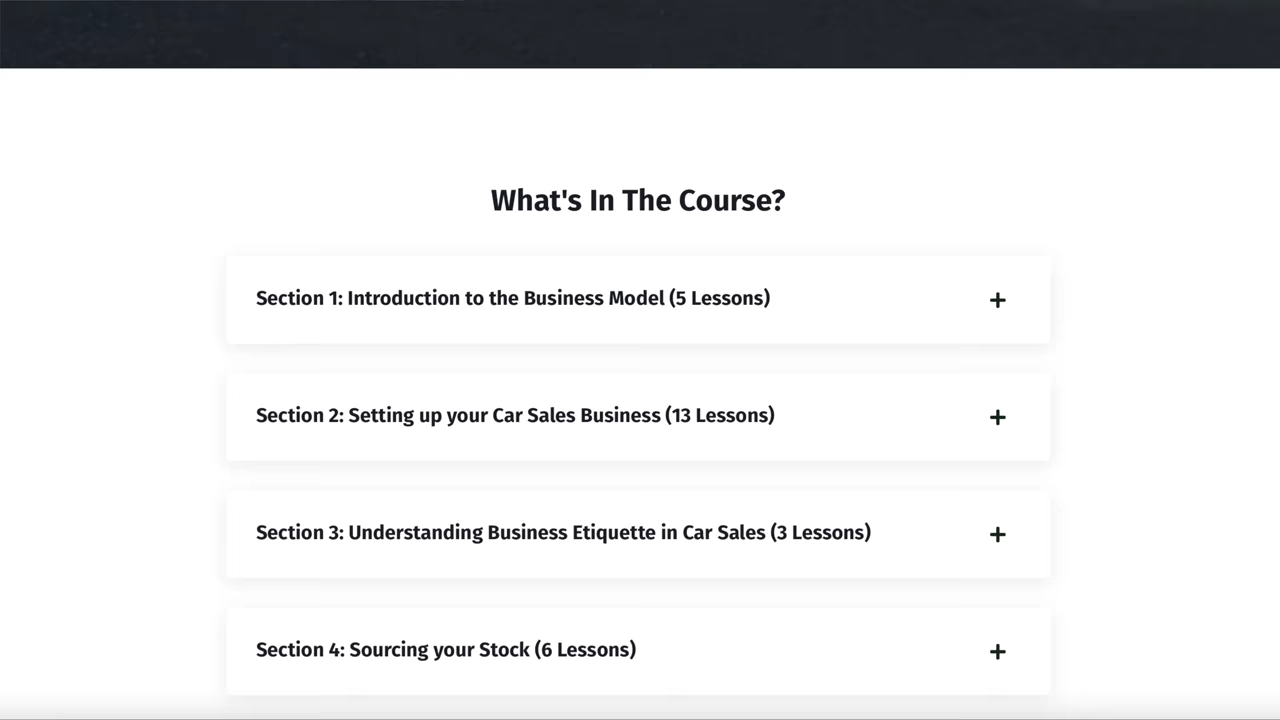 What's In The Course?
Section 1: Introduction to the Business Model (5 Lessons)
Section 2: Setting up your Car Sales Business (13 Lessons)
Section 3: Understanding Business Etiquette in Car Sales (3 Lessons)
Section 4: Sourcing your Stock (6 Lessons)